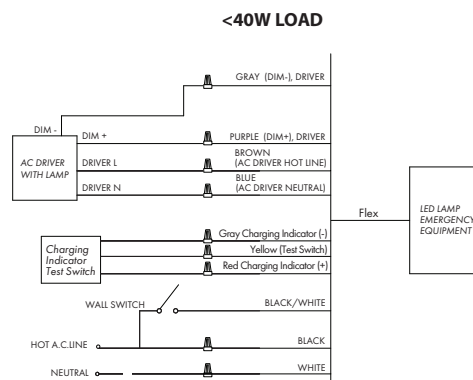 <40W LOAD
GRAY (DIM-), DRIVER
DIM -
DIM +
PURPLE (DIM+), DRIVER
AC DRIVER
WITH LAMP
DRIVER L
BROWN
(AC DRIVER HOT LINE)
DRIVER N
BLUE
(AC DRIVER NEUTRAL)
Flex
LED LAMP
EMERGENCY
EQUIPMENT
Charging
Indicator
Test Switch
Gray Charging Indicator (-)
Yellow (Test Switch)
Red Charging Indicator (+)
WALL SWITCH
BLACK/WHITE
HOT A.C.LINE
BLACK
NEUTRAL
WHITE